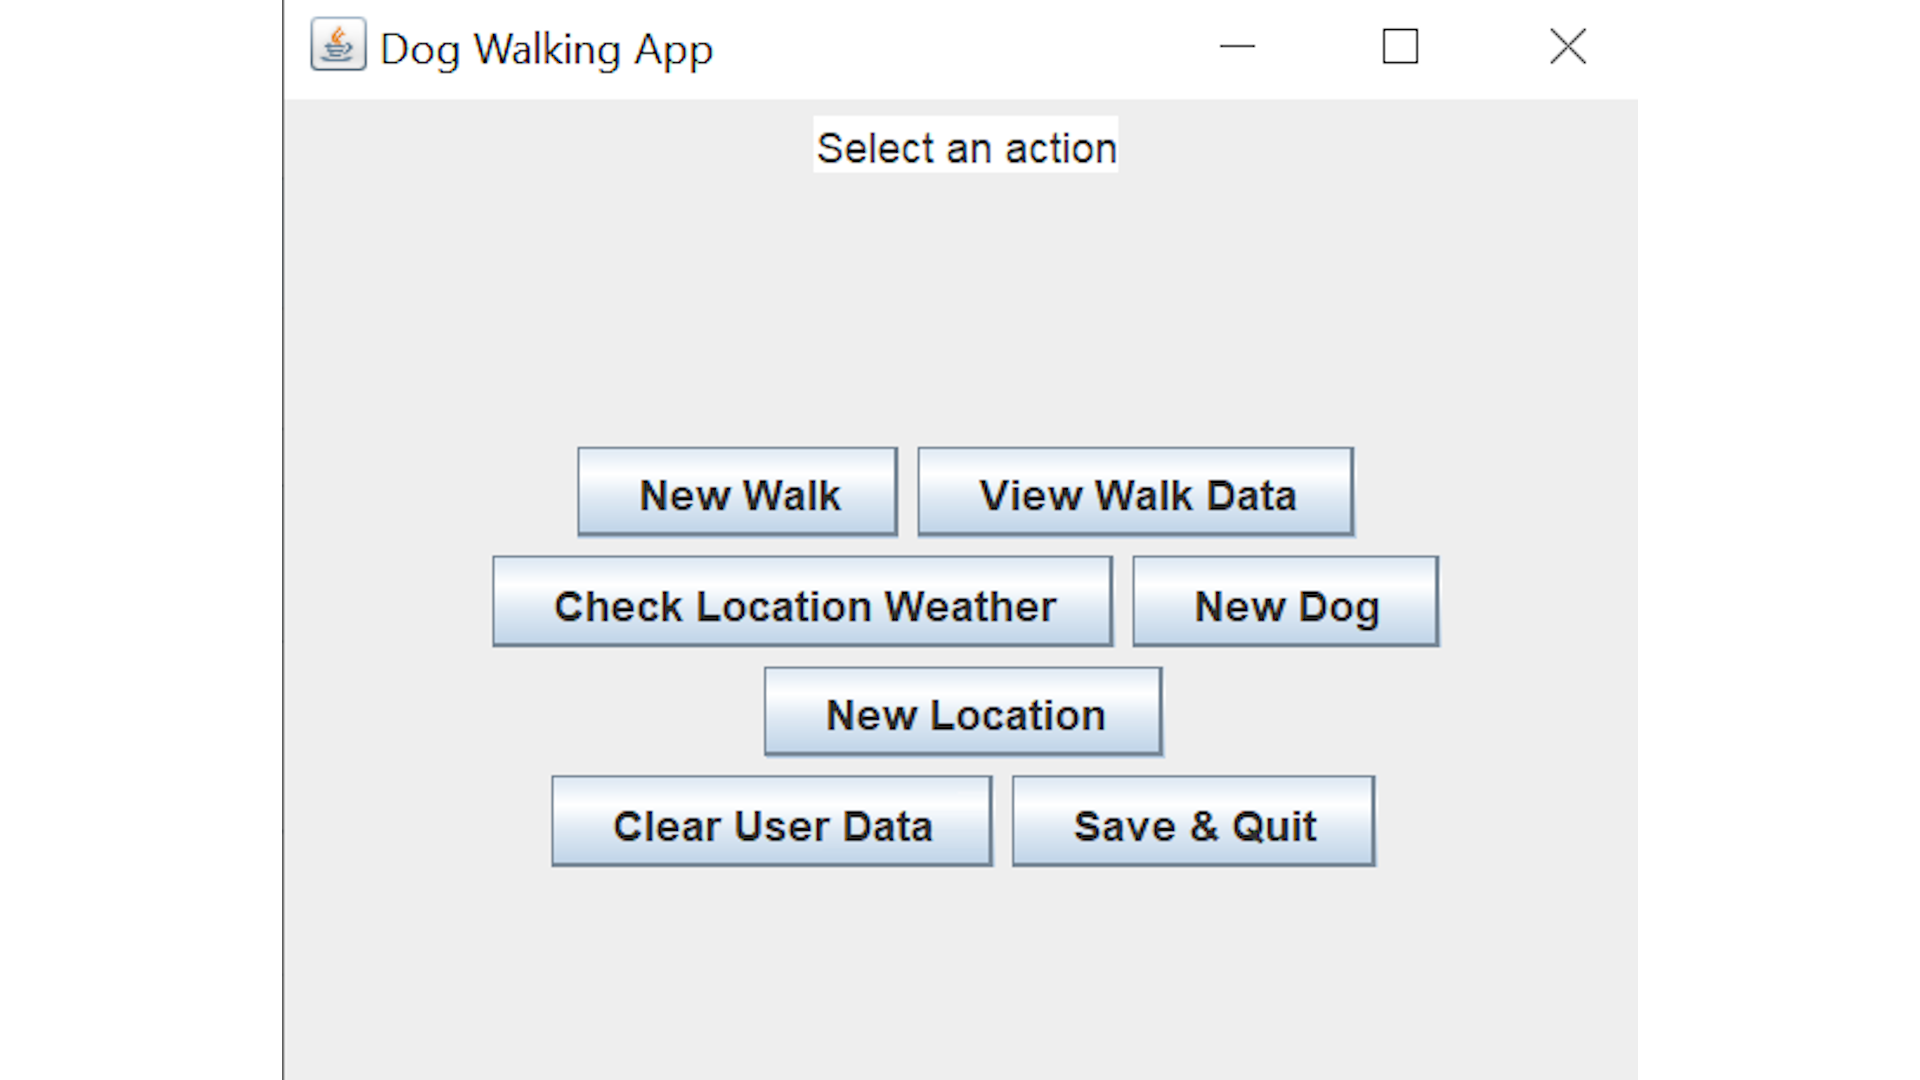 Dog Walking App
Select an action
New Walk View Walk Data
Check Location Weather New Dog
New Location
Clear User Data Save & Quit